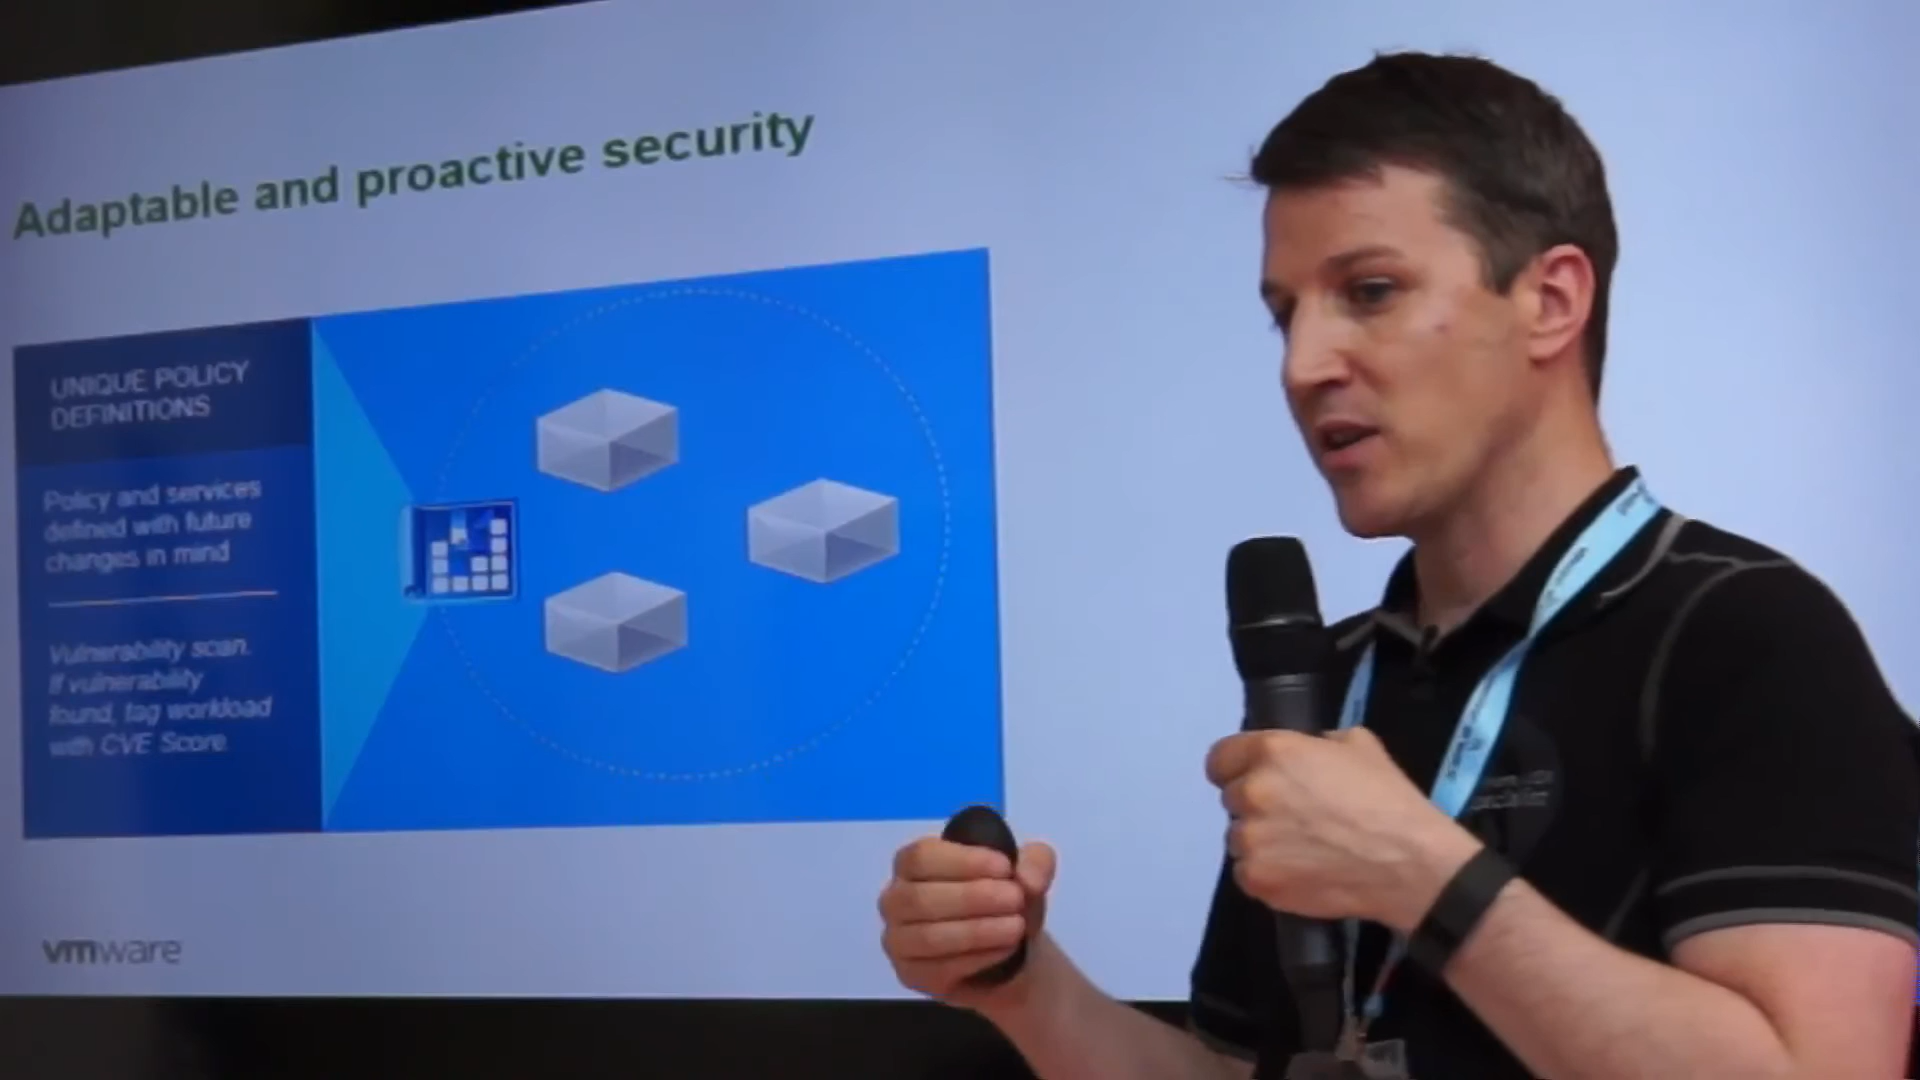 Adaptable and proactive security
UNIQUE POLICY
DEFINITIONS
Policy and services
defined with future
changes in mind
Vulnerability scan.
If vulnerability
found, tag workload
with CVE Score
vmware